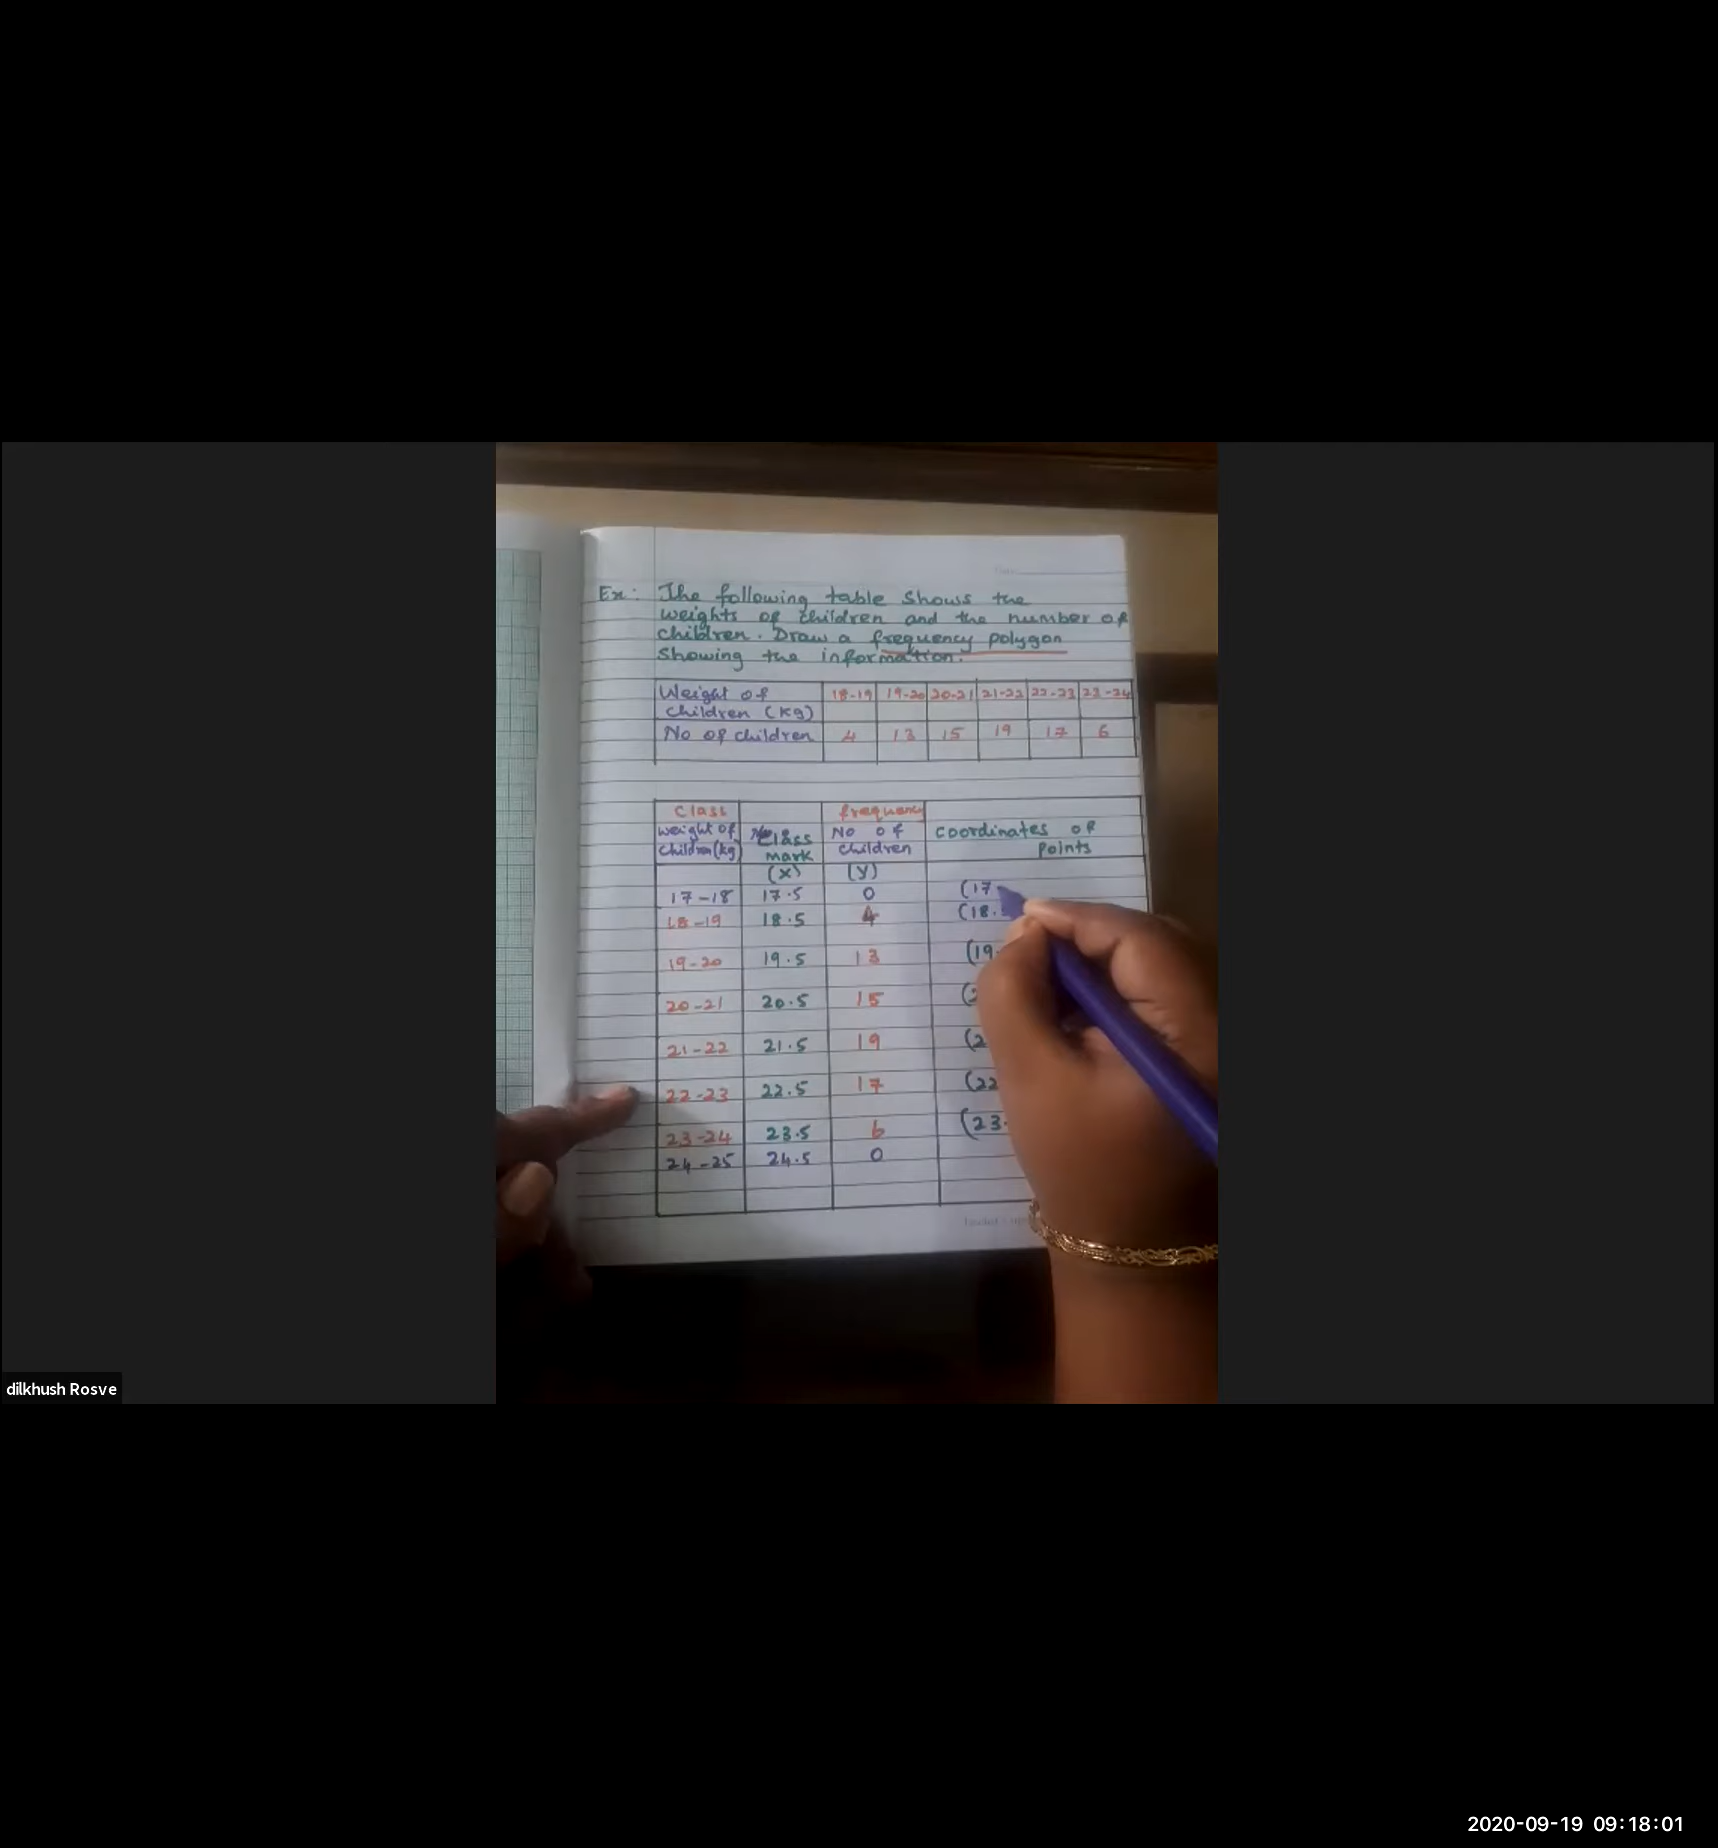 Ex: The following table shows the
weights of children and the number of
children. Draw a frequency polygon
showing the information.
Weight of children (kg) 18-19 19-20 20-21 21-22 22-23 23-24
No of children 4 13 15 19 17 6
Class frequency
weight of children (kg) Class mark No of children coordinates of points
(x) (y)
17-18 17.5 0 (17.
18-19 18.5 4 (18.
19-20 19.5 13 (19.
20-21 20.5 15 (2
21-22 21.5 19 (2
22-23 22.5 17 (22
23-24 23.5 6 (23.
24-25 24.5 0
dilkhush Rosve
2020-09-19 09:18:01